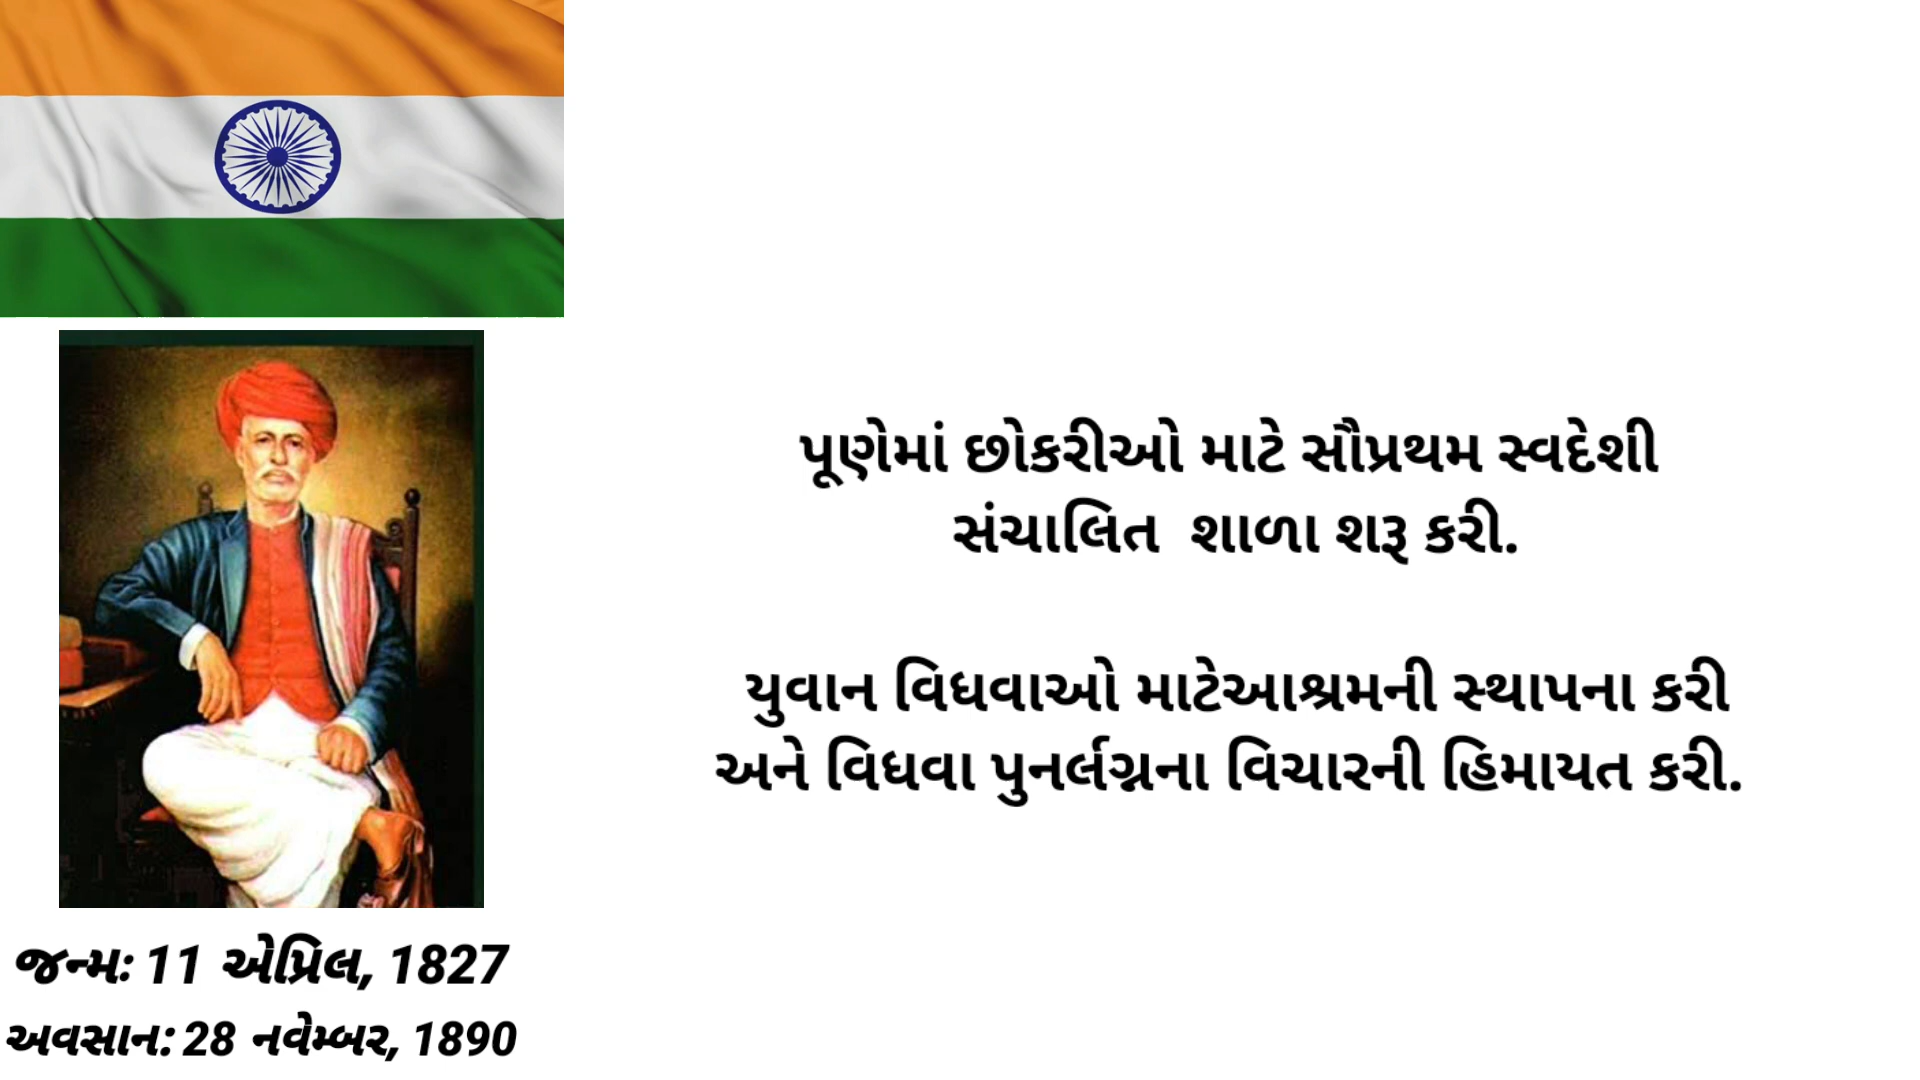 પૂણેમાં છોકરીઓ માટે સૌપ્રથમ સ્વદેશી
સંચાલિત શાળા શરૂ કરી.
યુવાન વિધવાઓ માટેઆશ્રમની સ્થાપના કરી
અને વિધવા પુનર્લગ્નના વિચારની હિમાયત કરી.
જન્મ: 11 એપ્રિલ, 1827
અવસાન: 28 નવેમ્બર, 1890